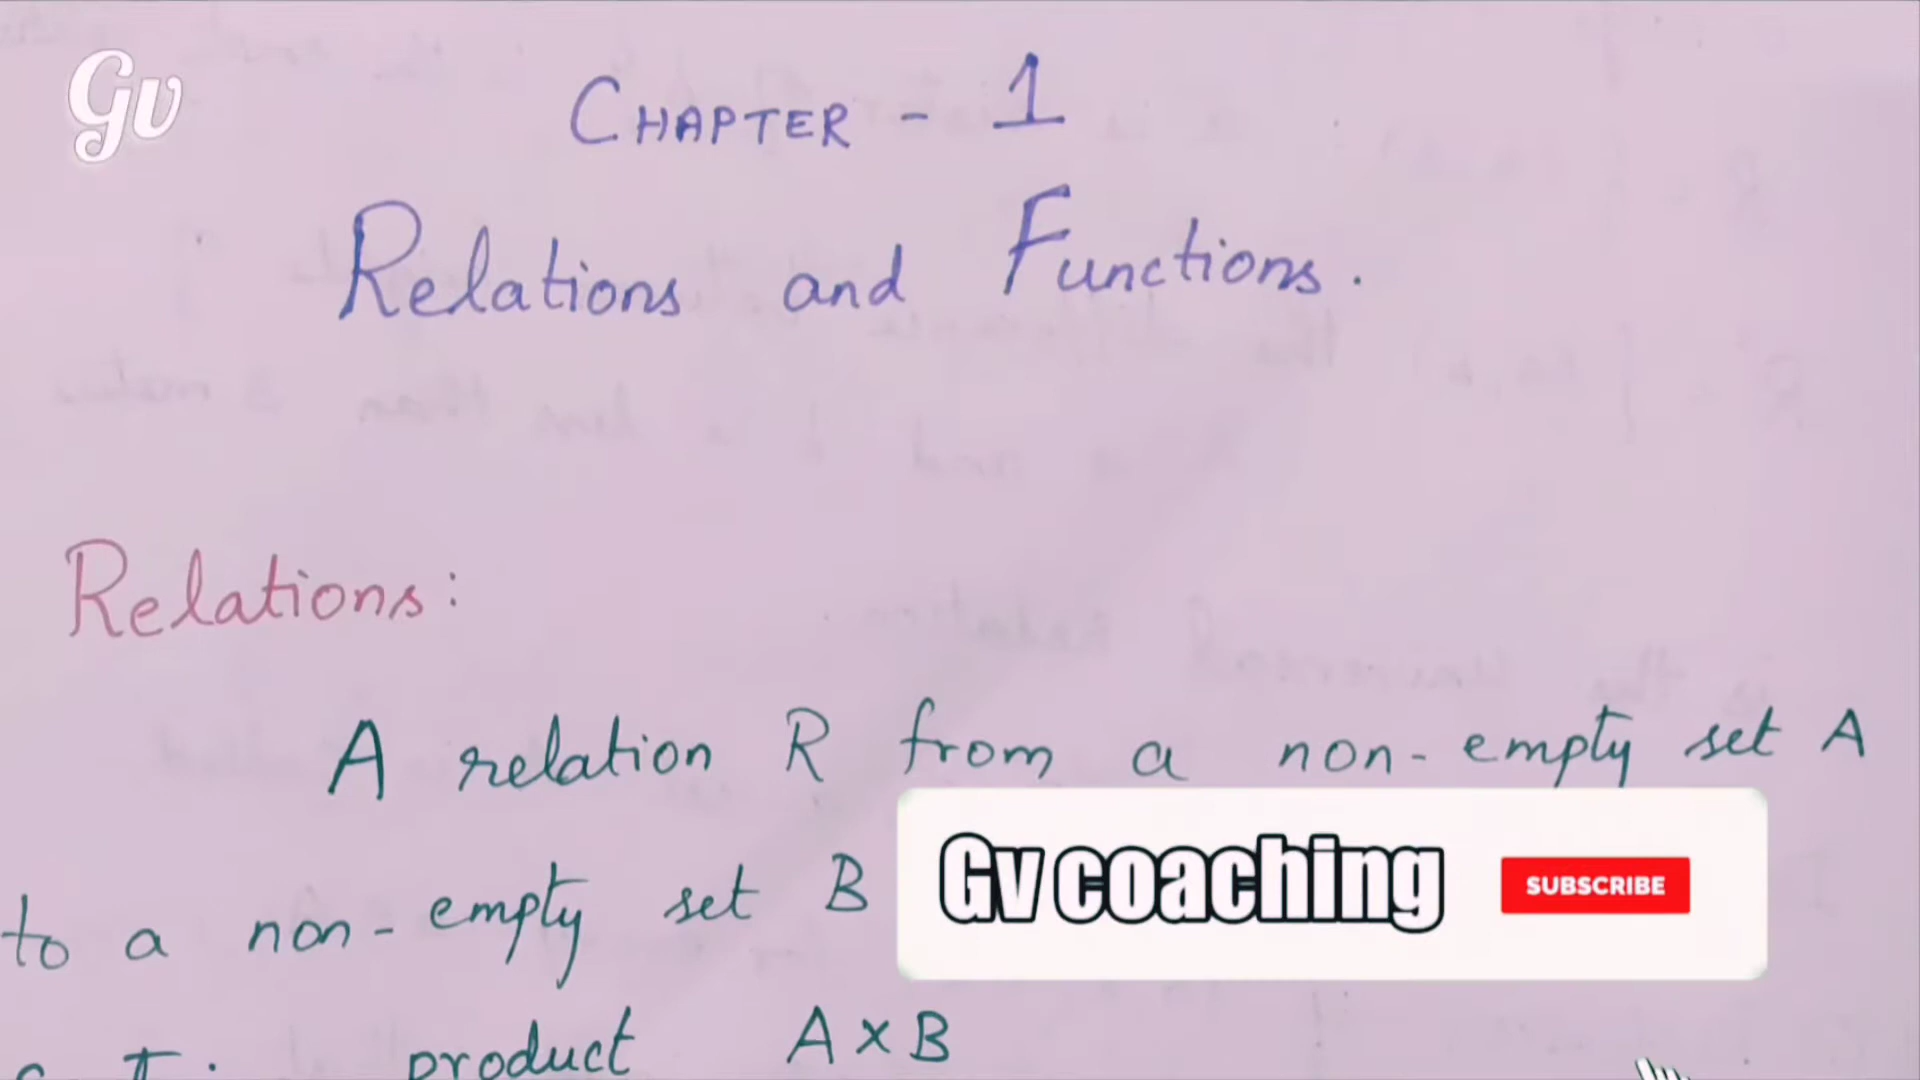 Gv
CHAPTER - 1
Relations and Functions.
Relations:
A relation R from a non-empty set A
to a non-empty set B
Gv coaching
SUBSCRIBE
product A×B